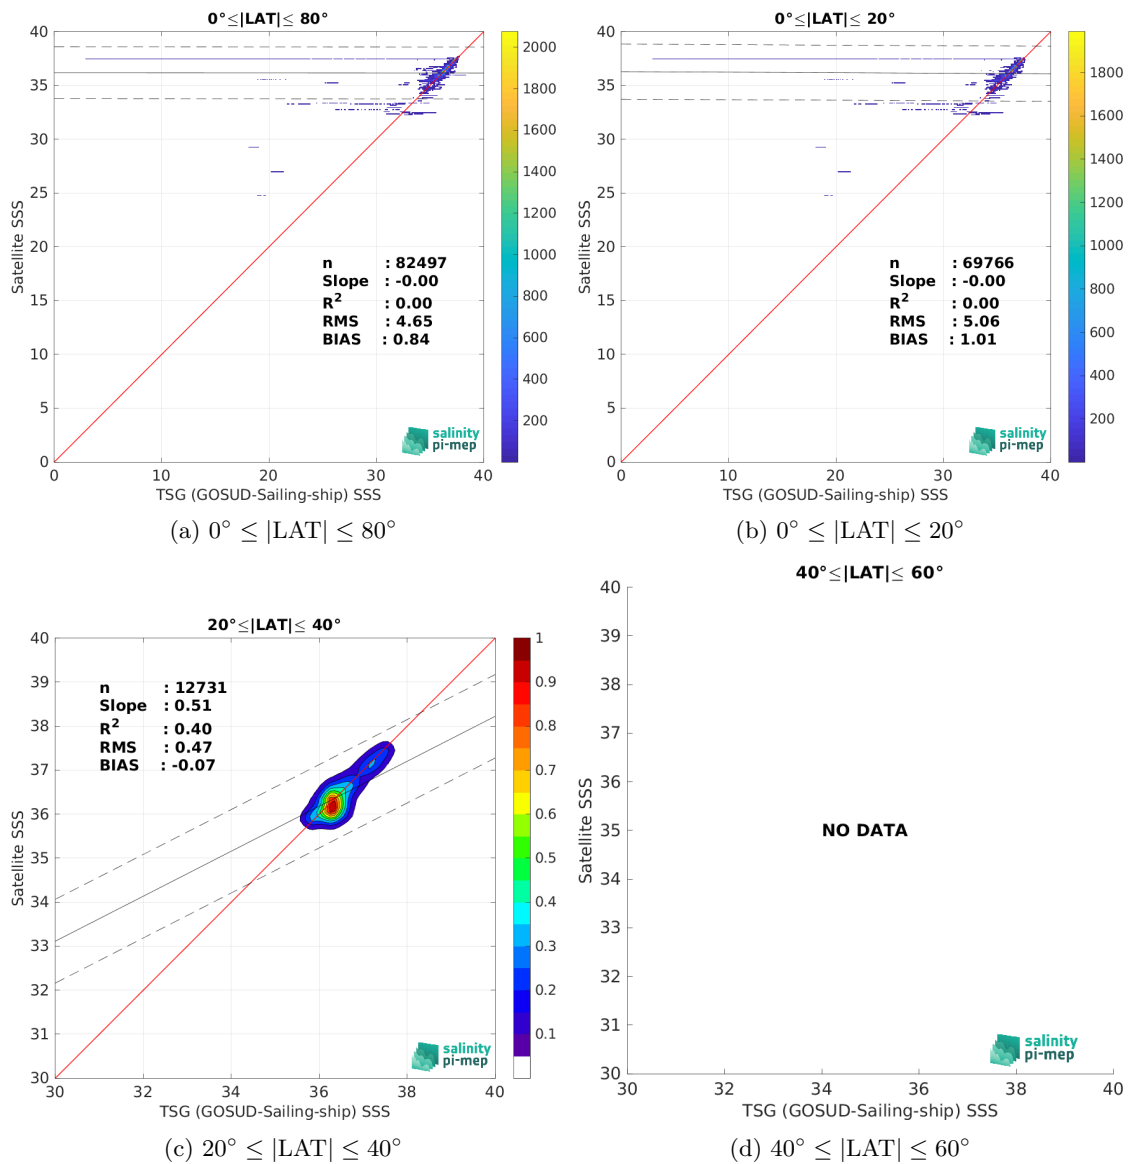 0°≤|LAT|≤ 80°
40
35
30
25
20
15
10
5
0
0
10
20
30
40
Satellite SSS
TSG (GOSUD-Sailing-ship) SSS
n : 82497
Slope : -0.00
R2 : 0.00
RMS : 4.65
BIAS : 0.84
salinity
pi-mep
2000
1800
1600
1400
1200
1000
800
600
400
200
(a) 0° ≤ |LAT| ≤ 80°
0°≤|LAT|≤ 20°
40
35
30
25
20
15
10
5
0
0
10
20
30
40
Satellite SSS
TSG (GOSUD-Sailing-ship) SSS
n : 69766
Slope : -0.00
R2 : 0.00
RMS : 5.06
BIAS : 1.01
salinity
pi-mep
1800
1600
1400
1200
1000
800
600
400
200
(b) 0° ≤ |LAT| ≤ 20°
20°≤|LAT|≤ 40°
40
39
38
37
36
35
34
33
32
31
30
30
32
34
36
38
40
Satellite SSS
TSG (GOSUD-Sailing-ship) SSS
n : 12731
Slope : 0.51
R2 : 0.40
RMS : 0.47
BIAS : -0.07
salinity
pi-mep
1
0.9
0.8
0.7
0.6
0.5
0.4
0.3
0.2
0.1
(c) 20° ≤ |LAT| ≤ 40°
40°≤|LAT|≤ 60°
40
39
38
37
36
35
34
33
32
31
30
30
32
34
36
38
40
Satellite SSS
TSG (GOSUD-Sailing-ship) SSS
NO DATA
salinity
pi-mep
(d) 40° ≤ |LAT| ≤ 60°